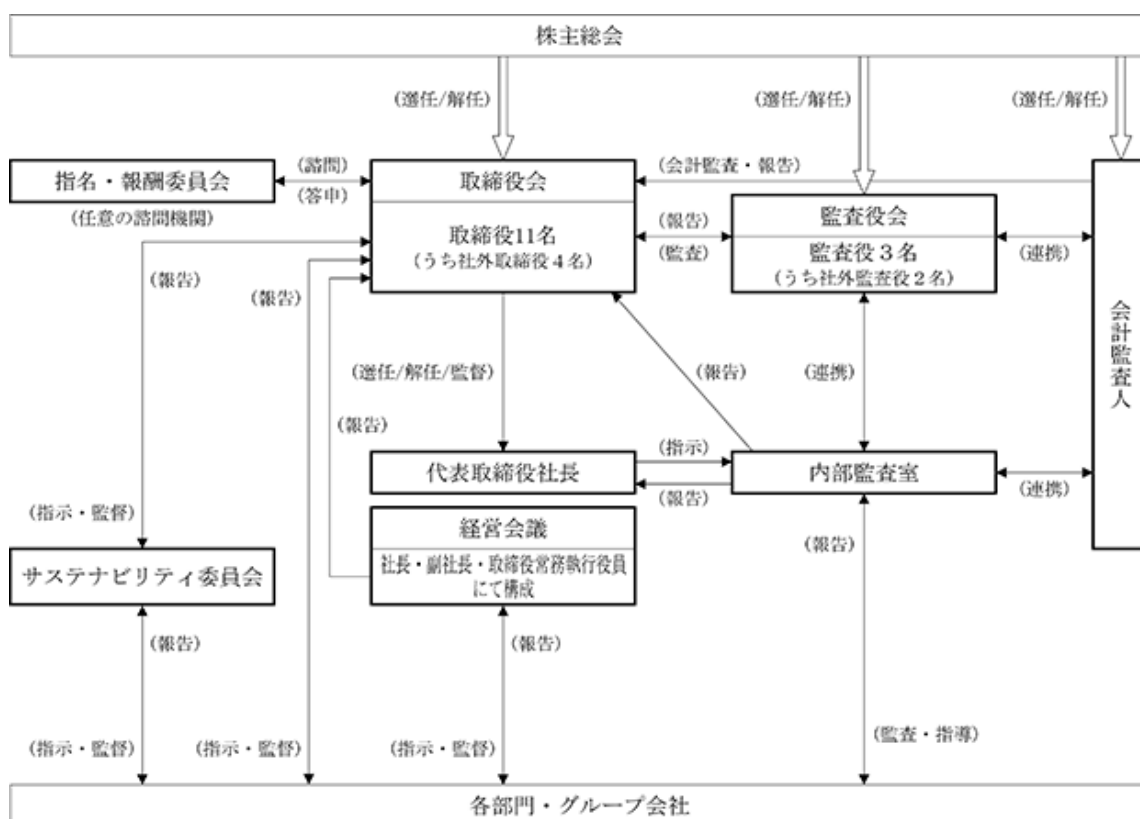 株主総会
(選任/解任)
(選任/解任)
(選任/解任)
指名・報酬委員会
(任意の諮問機関)
(諮問)
(答申)
取締役会
取締役11名
(うち社外取締役4名)
(会計監査・報告)
(報告)
(監査)
監査役会
監査役3名
(うち社外監査役2名)
(連携)
会計監査人
(報告)
(報告)
(選任/解任/監督)
(報告)
(連携)
(報告)
代表取締役社長
(指示)
(報告)
内部監査室
(連携)
(指示・監督)
経営会議
社長・副社長・取締役常務執行役員
にて構成
(報告)
サステナビリティ委員会
(報告)
(報告)
(監査・指導)
(指示・監督)
(指示・監督)
(指示・監督)
各部門・グループ会社